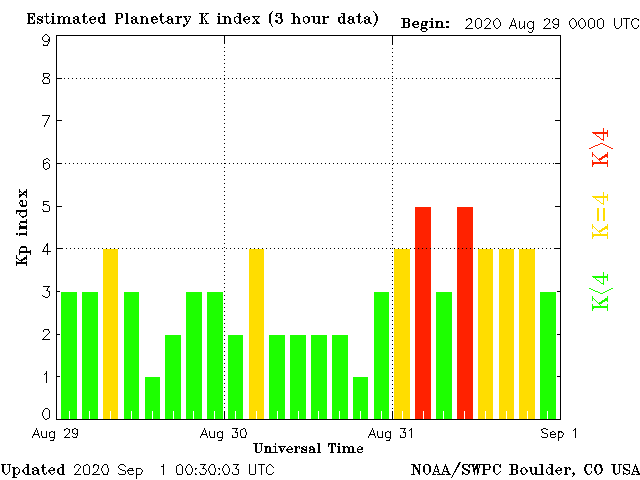 Estimated Planetary K index (3 hour data) Begin: 2020 Aug 29 0000 UTC
9
8
7
6
5
4
3
2
1
0
Kp index
K>4
K=4
K<4
Aug 29 Aug 30 Aug 31 Sep 1
Universal Time
Updated 2020 Sep 1 00:30:03 UTC NOAA/SWPC Boulder, CO USA